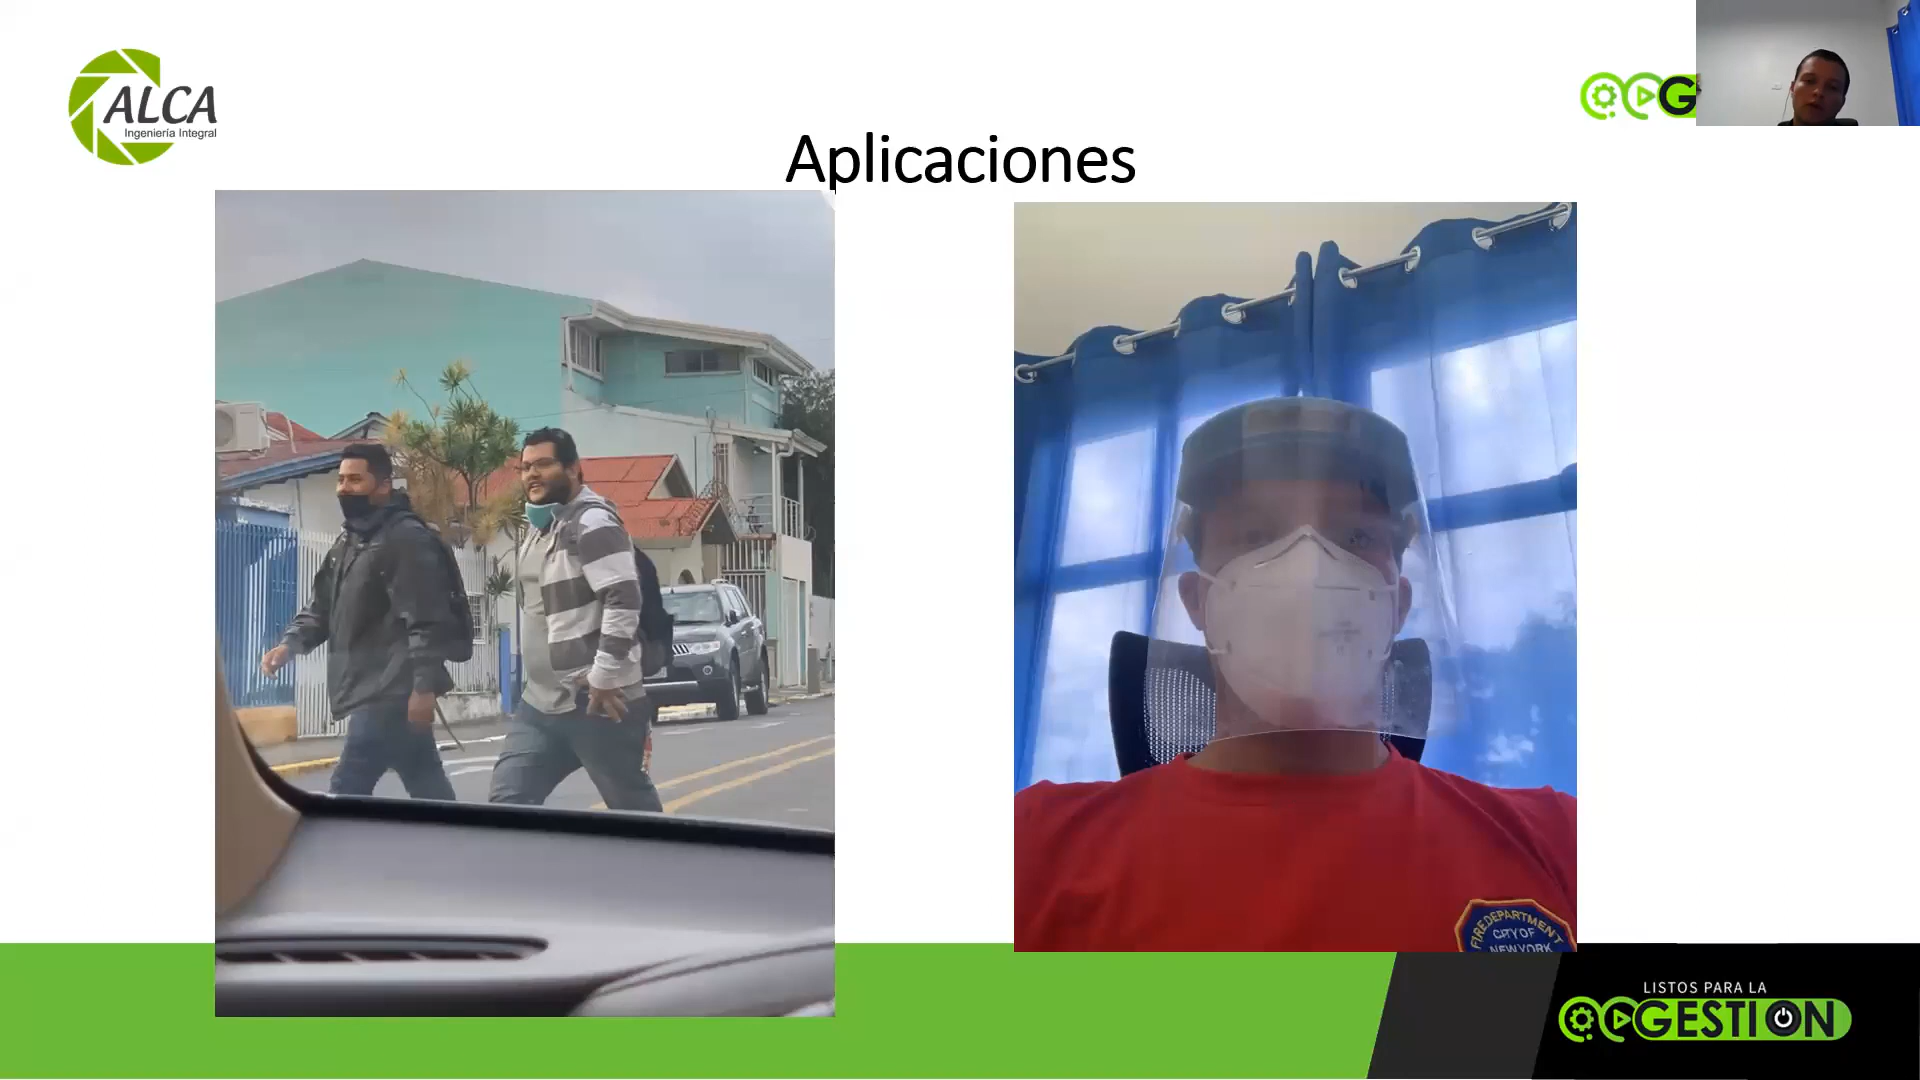 ALCA
Ingeniería Integral
G
Aplicaciones
FIRE DEPARTMENT
CITY OF
NEW YORK
LISTOS PARA LA
GESTION